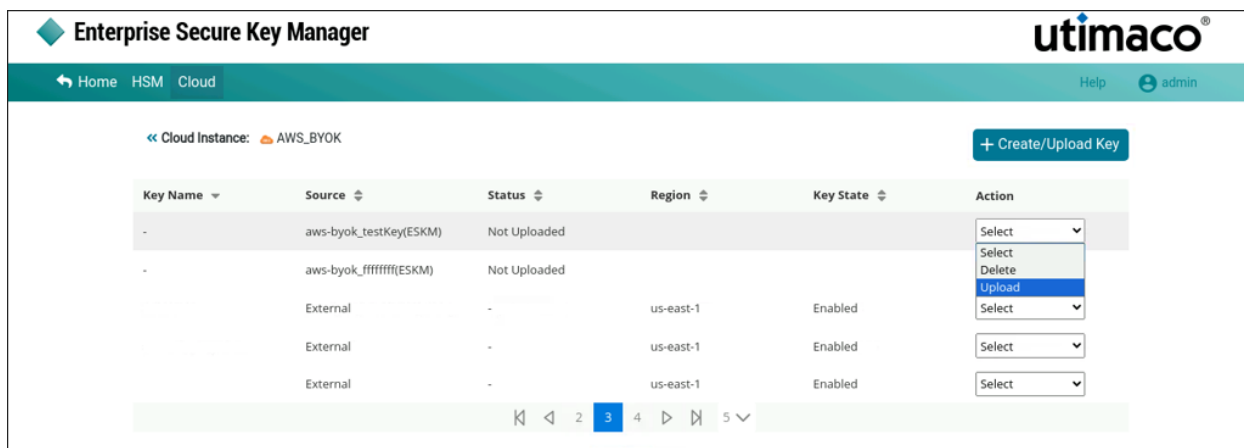 Enterprise Secure Key Manager
utimaco®
Home HSM Cloud Help admin
« Cloud Instance: AWS_BYOK
+ Create/Upload Key
Key Name Source Status Region Key State Action
- aws-byok_testKey(ESKM) Not Uploaded Select
Select
Delete
- aws-byok_ffffffff(ESKM) Not Uploaded
Upload
External - us-east-1 Enabled Select
External - us-east-1 Enabled Select
External - us-east-1 Enabled Select
2 3 4 5